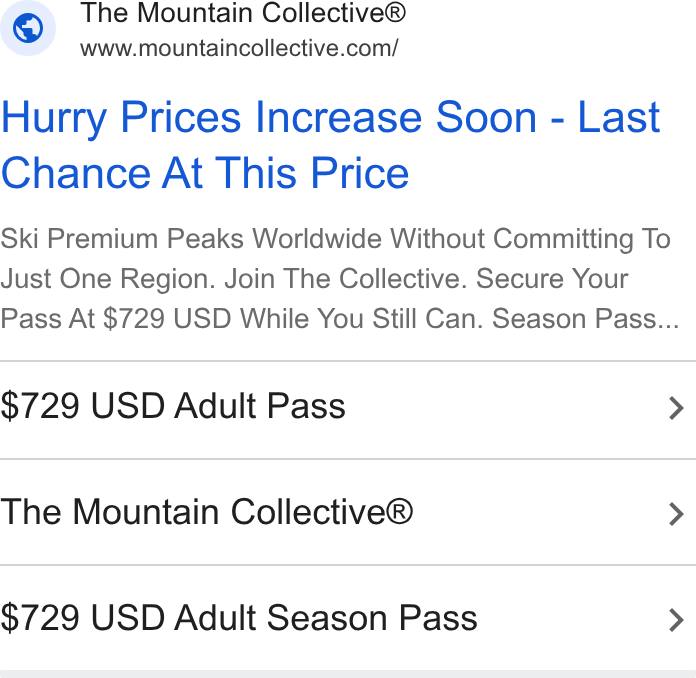 The Mountain Collective®
www.mountaincollective.com/
Hurry Prices Increase Soon - Last
Chance At This Price
Ski Premium Peaks Worldwide Without Committing To
Just One Region. Join The Collective. Secure Your
Pass At $729 USD While You Still Can. Season Pass...
$729 USD Adult Pass
The Mountain Collective®
$729 USD Adult Season Pass